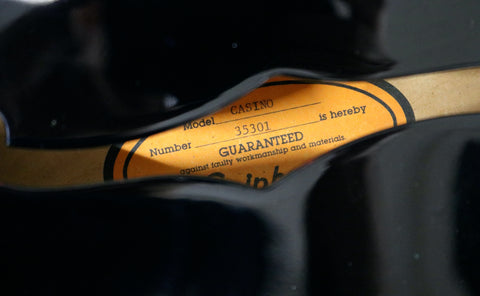 Model CASINO
Number 35301 is hereby
GUARANTEED
against faulty workmanship and materials.